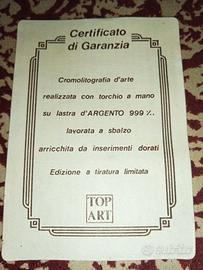 Certificato
di Garanzia
Cromolitografia d'arte
realizzata con torchio a mano
su lastra d'ARGENTO 999 ‰.
lavorata a sbalzo
arricchita da inserimenti dorati
Edizione a tiratura limitata
TOP
ART
subito